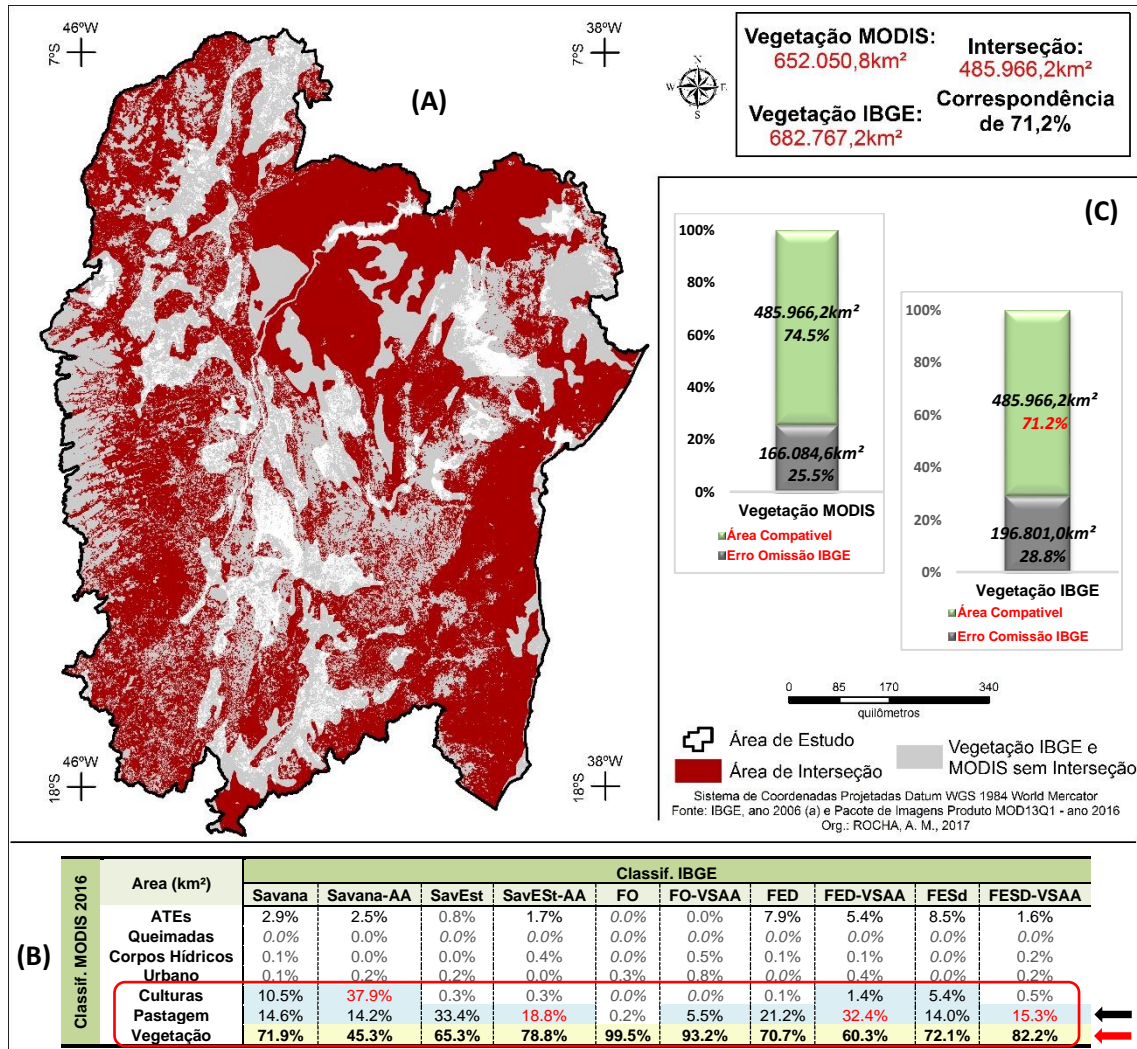 46ºW
7ºS
38ºW
7ºS
(A)
N
W
E
S
Vegetação MODIS:
652.050,8km²
Interseção:
485.966,2km²
Vegetação IBGE:
682.767,2km²
Correspondência
de 71,2%
(C)
100%
80%
60%
40%
20%
0%
485.966,2km²
74.5%
166.084,6km²
25.5%
Vegetação MODIS
Área Compativel
Erro Omissão IBGE
100%
80%
60%
40%
20%
0%
485.966,2km²
71.2%
196.801,0km²
28.8%
Vegetação IBGE
Área Compativel
Erro Comissão IBGE
0 85 170 340
quilômetros
Área de Estudo
Área de Interseção
Vegetação IBGE e
MODIS sem Interseção
46ºW
18ºS
38ºW
18ºS
Sistema de Coordenadas Projetadas Datum WGS 1984 World Mercator
Fonte: IBGE, ano 2006 (a) e Pacote de Imagens Produto MOD13Q1 - ano 2016
Org.: ROCHA, A. M., 2017
(B)
Classif. MODIS 2016
Area (km²)
Classif. IBGE
Savana Savana-AA SavEst SavESt-AA FO FO-VSAA FED FED-VSAA FESd FESD-VSAA
ATEs 2.9% 2.5% 0.8% 1.7% 0.0% 0.0% 7.9% 5.4% 8.5% 1.6%
Queimadas 0.0% 0.0% 0.0% 0.0% 0.0% 0.0% 0.0% 0.0% 0.0% 0.0%
Corpos Hídricos 0.1% 0.0% 0.0% 0.4% 0.0% 0.5% 0.1% 0.1% 0.0% 0.2%
Urbano 0.1% 0.2% 0.2% 0.0% 0.3% 0.8% 0.0% 0.4% 0.0% 0.2%
Culturas 10.5% 37.9% 0.3% 0.3% 0.0% 0.0% 0.1% 1.4% 5.4% 0.5%
Pastagem 14.6% 14.2% 33.4% 18.8% 0.2% 5.5% 21.2% 32.4% 14.0% 15.3%
Vegetação 71.9% 45.3% 65.3% 78.8% 99.5% 93.2% 70.7% 60.3% 72.1% 82.2%